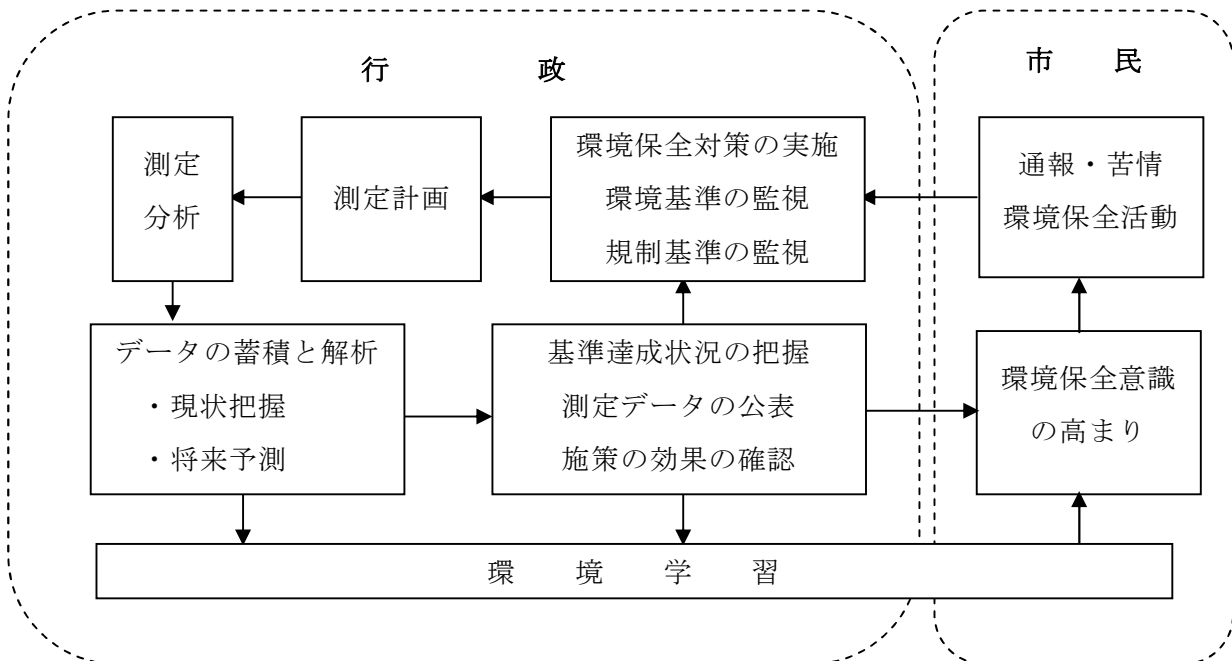 行政
市民
測定
分析
測定計画
環境保全対策の実施
環境基準の監視
規制基準の監視
通報・苦情
環境保全活動
データの蓄積と解析
・現状把握
・将来予測
基準達成状況の把握
測定データの公表
施策の効果の確認
環境保全意識
の高まり
環境学習